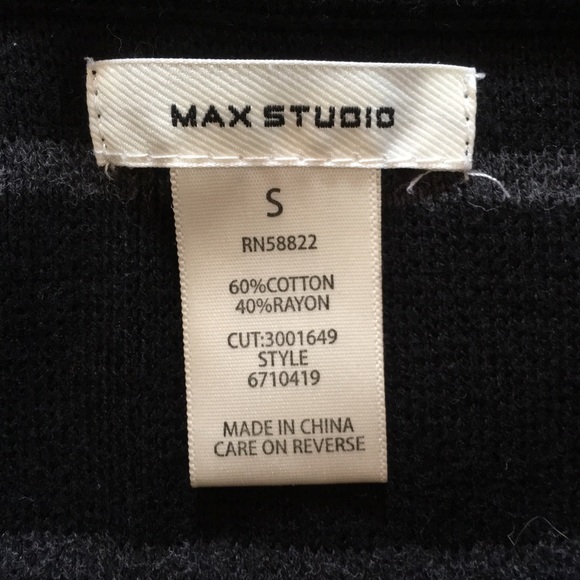 MAX STUDIO
S
RN58822
60%COTTON
40%RAYON
CUT:3001649
STYLE
6710419
MADE IN CHINA
CARE ON REVERSE